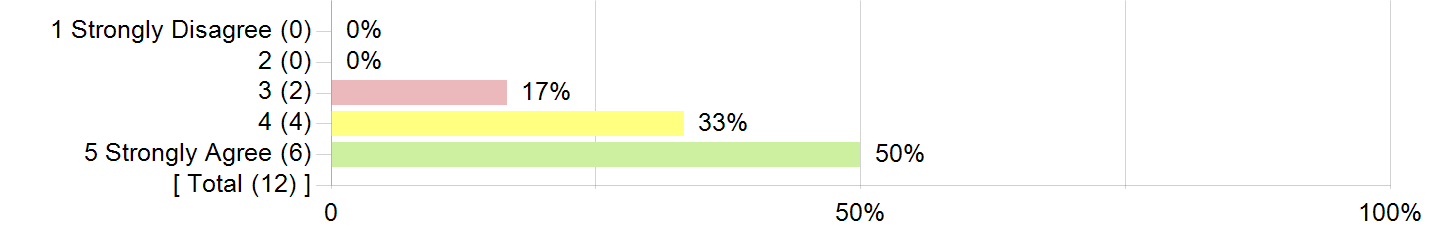 1 Strongly Disagree (0) 0%
2 (0) 0%
3 (2) 17%
4 (4) 33%
5 Strongly Agree (6) 50%
[ Total (12) ]
0 50% 100%